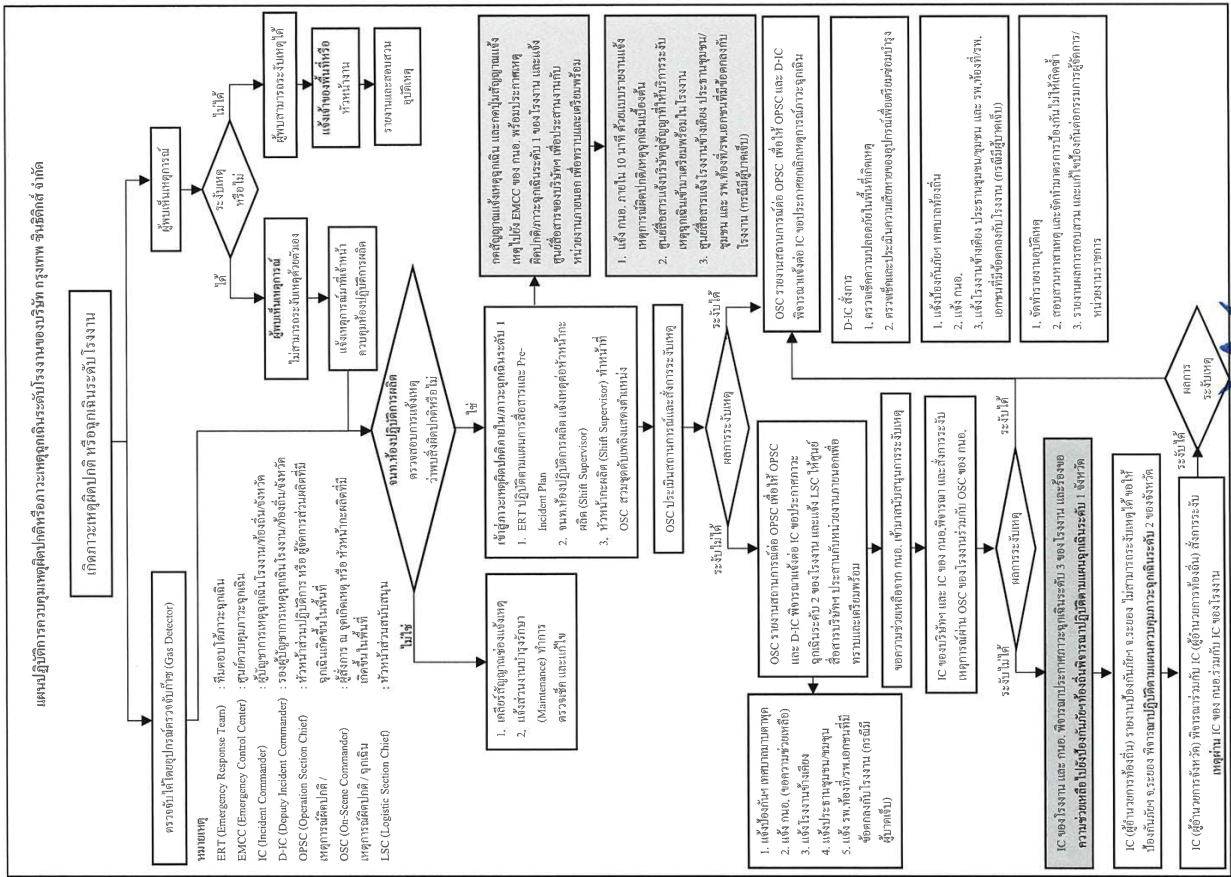 แผนปฏิบัติการควบคุมเหตุผิดปกติหรือภาวะเหตุฉุกเฉินระดับโรงงานของบริษัท กรุงเทพ ซินธิติกส์ จำกัด
เกิดภาวะเหตุผิดปกติ หรือฉุกเฉินระดับโรงงาน
ตรวจจับได้โดยอุปกรณ์ตรวจจับก๊าซ (Gas Detector)
ผู้พบเห็นเหตุการณ์
ระงับเหตุ
หรือไม่
ได้
ไม่ได้
ผู้พบเห็นเหตุการณ์
ไม่สามารถระงับเหตุด้วยตัวเอง
แจ้งเหตุการณ์มาที่เจ้าหน้า
ควบคุมห้องปฏิบัติการผลิต
ผู้พบสามารถระงับเหตุได้
แจ้งเจ้าของพื้นที่หรือ
หัวหน้างาน
รายงานและสอบสวน
อุบัติเหตุ
หมายเหตุ
ERT (Emergency Response Team) : ทีมตอบโต้ภาวะฉุกเฉิน
EMCC (Emergency Control Center) : ศูนย์ควบคุมภาวะฉุกเฉิน
IC (Incident Commander) : ผู้บัญชาการเหตุฉุกเฉินโรงงาน/ท้องถิ่น/จังหวัด
D-IC (Deputy Incident Commander) : รองผู้บัญชาการเหตุฉุกเฉินโรงงาน/ท้องถิ่น/จังหวัด
OPSC (Operation Section Chief) : หัวหน้าส่วนปฏิบัติการ หรือ ผู้จัดการส่วนผลิตที่มี
เหตุการณ์ผิดปกติ / ฉุกเฉินเกิดขึ้นในพื้นที่
OSC (On-Scene Commander) : ผู้สั่งการ ณ จุดเกิดเหตุ หรือ หัวหน้ากะผลิตที่มี
เหตุการณ์ผิดปกติ / ฉุกเฉิน เกิดขึ้นในพื้นที่
LSC (Logistic Section Chief) : หัวหน้าส่วนสนับสนุน
จนท.ห้องปฏิบัติการผลิต
ตรวจสอบการแจ้งเหตุ
ว่าพบสิ่งผิดปกติหรือไม่
ไม่ใช่
ใช่
1. เคลียร์สัญญาณช่องแจ้งเหตุ
2. แจ้งส่วนงานบำรุงรักษา
(Maintenance) ทำการ
ตรวจเช็ค และแก้ไข
เข้าสู่ภาวะเหตุผิดปกติภายใน/ภาวะฉุกเฉินระดับ 1
1. ERT ปฏิบัติตามแผนการสื่อสารและ Pre-
Incident Plan
2. จนท.ห้องปฏิบัติการผลิต แจ้งเหตุต่อหัวหน้ากะ
ผลิต (Shift Supervisor)
3. หัวหน้ากะผลิต (Shift Supervisor) ทำหน้าที่
OSC สวมชุดดับเพลิงแสดงตำแหน่ง
กดสัญญาณแจ้งเหตุฉุกเฉิน และกดปุ่มสัญญาณแจ้ง
เหตุไปยัง EMCC ของ กนอ. พร้อมประกาศเหตุ
ผิดปกติ/ภาวะฉุกเฉินระดับ 1 ของโรงงาน และแจ้ง
ศูนย์สื่อสารของบริษัทฯ เพื่อประสานงานกับ
หน่วยงานภายนอก เพื่อทราบและเตรียมพร้อม
1. แจ้ง กนอ. ภายใน 10 นาที ด้วยแบบรายงานแจ้ง
เหตุการณ์ผิดปกติ/เหตุฉุกเฉินเบื้องต้น
2. ศูนย์สื่อสารแจ้งบริษัทคู่สัญญาที่ให้บริการระงับ
เหตุฉุกเฉินเข้ามาเตรียมพร้อมในโรงงาน
3. ศูนย์สื่อสารแจ้งโรงงานข้างเคียง ประธานชุมชน/
ชุมชน และ รพ.ท้องที่/รพ.เอกชนที่มีข้อตกลงกับ
โรงงาน (กรณีมีผู้บาดเจ็บ)
OSC ประเมินสถานการณ์และสั่งการระงับเหตุ
ผลการระงับเหตุ
ระงับไม่ได้
ระงับได้
OSC รายงานสถานการณ์ต่อ OPSC เพื่อให้ OPSC
และ D-IC พิจารณาแจ้งต่อ IC ขอประกาศภาวะ
ฉุกเฉินระดับ 2 ของโรงงาน และแจ้ง LSC ให้ศูนย์
สื่อสารบริษัทฯ ประสานกับหน่วยงานภายนอกเพื่อ
ทราบและเตรียมพร้อม
1. แจ้งป้องกันฯ เทศบาลมาบตาพุด
2. แจ้ง กนอ. (ขอความช่วยเหลือ)
3. แจ้งโรงงานข้างเคียง
4. แจ้งประธานชุมชน/ชุมชน
5. แจ้ง รพ.ท้องที่/รพ.เอกชนที่มี
ข้อตกลงกับโรงงาน (กรณีมี
ผู้บาดเจ็บ)
OSC รายงานสถานการณ์ต่อ OPSC เพื่อให้ OPSC และ D-IC
พิจารณาแจ้งต่อ IC ขอประกาศยกเลิกเหตุการณ์ภาวะฉุกเฉิน
D-IC สั่งการ
1. ตรวจเช็คความปลอดภัยในพื้นที่เกิดเหตุ
2. ตรวจเช็คและประเมินความเสียหายของอุปกรณ์เพื่อเตรียมซ่อมบำรุง
1. แจ้งป้องกันภัยฯ เทศบาลท้องถิ่น
2. แจ้ง กนอ.
3. แจ้งโรงงานข้างเคียง ประธานชุมชน/ชุมชน และ รพ.ท้องที่/รพ.
เอกชนที่มีข้อตกลงกับโรงงาน (กรณีมีผู้บาดเจ็บ)
1. จัดทำรายงานอุบัติเหตุ
2. สอบสวนหาสาเหตุ และจัดทำมาตรการป้องกันไม่ให้เกิดซ้ำ
3. รายงานผลการสอบสวน และแก้ไขป้องกันต่อกรรมการผู้จัดการ/
หน่วยงานราชการ
ขอความช่วยเหลือจาก กนอ. เข้ามาสนับสนุนการระงับเหตุ
IC ของบริษัทฯ และ IC ของ กนอ.พิจารณา และสั่งการระงับ
เหตุการณ์ผ่าน OSC ของโรงงานร่วมกับ OSC ของ กนอ.
ผลการระงับเหตุ
ระงับไม่ได้
ระงับได้
IC ของโรงงาน และ กนอ. พิจารณาประกาศภาวะฉุกเฉินระดับ 3 ของโรงงาน และร้องขอ
ความช่วยเหลือไปยังป้องกันภัยฯท้องถิ่นพิจารณาปฏิบัติตามแผนฉุกเฉินระดับ 1 จังหวัด
IC (ผู้อำนวยการท้องถิ่น) รายงานป้องกันภัยฯ จ.ระยอง ไม่สามารถระงับเหตุได้ ขอให้
ป้องกันภัยฯ จ.ระยอง พิจารณาปฏิบัติตามแผนควบคุมภาวะฉุกเฉินระดับ 2 ของจังหวัด
IC (ผู้อำนวยการจังหวัด) พิจารณาร่วมกับ IC (ผู้อำนวยการท้องถิ่น) สั่งการระงับ
เหตุผ่าน IC ของ กนอ.ร่วมกับ IC ของโรงงาน
ระงับได้
ผลการ
ระงับเหตุ